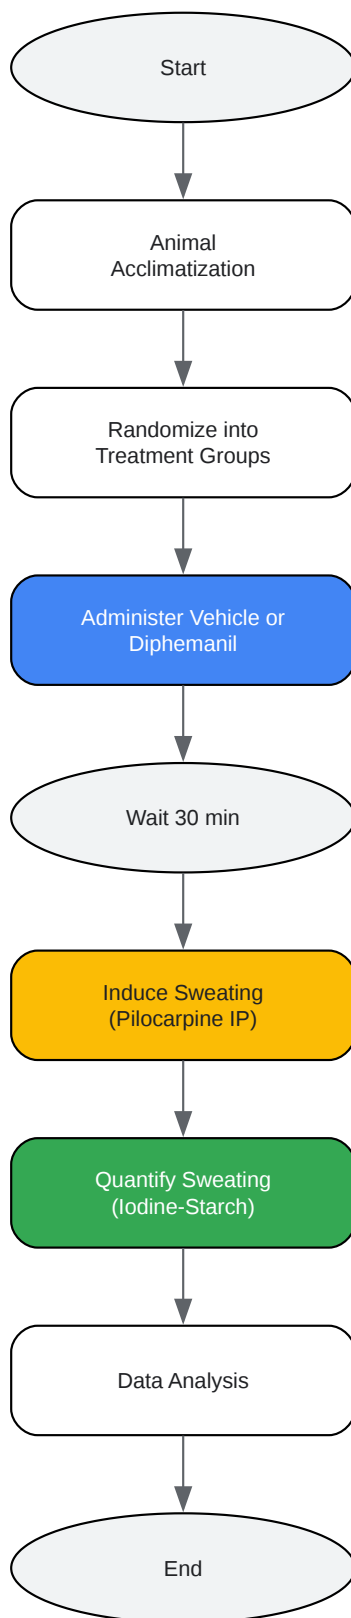 Start
Animal
Acclimatization
Randomize into
Treatment Groups
Administer Vehicle or
Diphemanil
Wait 30 min
Induce Sweating
(Pilocarpine IP)
Quantify Sweating
(Iodine-Starch)
Data Analysis
End